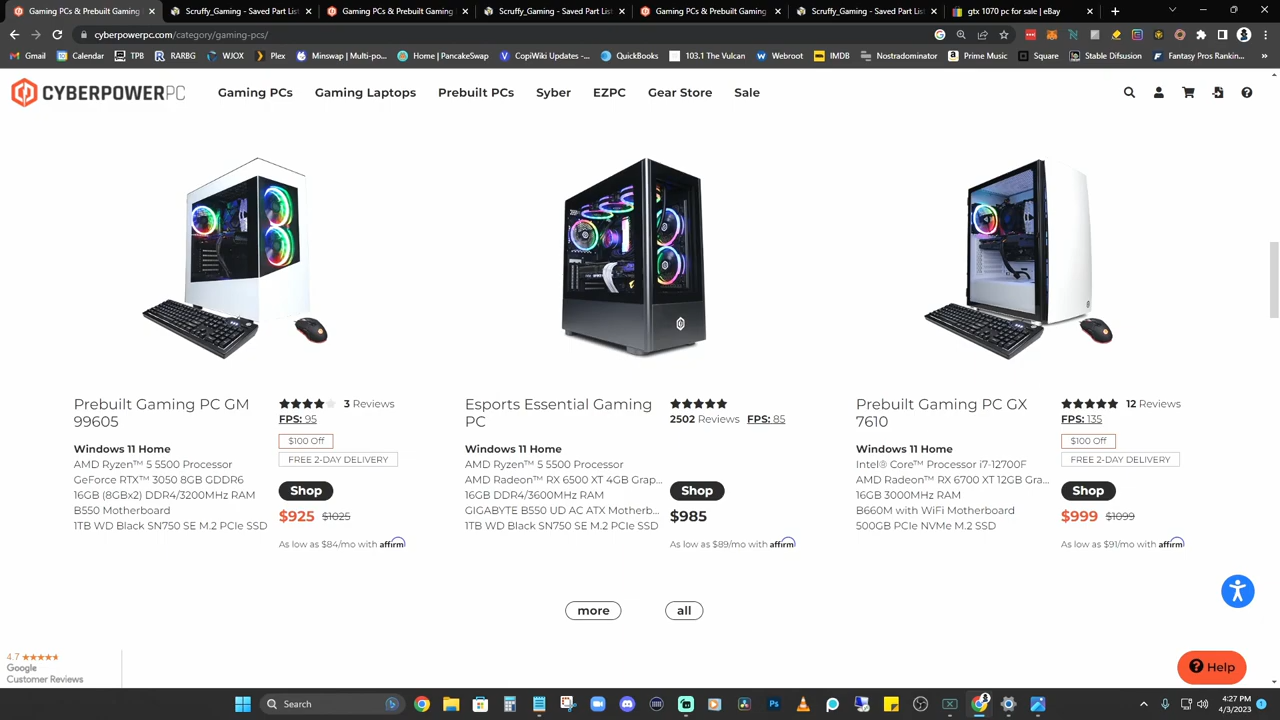 Gaming PCs & Prebuilt Gaming
Scruffy_Gaming - Saved Part List
Gaming PCs & Prebuilt Gaming
Scruffy_Gaming - Saved Part List
Gaming PCs & Prebuilt Gaming
Scruffy_Gaming - Saved Part List
gtx 1070 pc for sale | eBay
cyberpowerpc.com/category/gaming-pcs/
Gmail
Calendar
TPB
RARBG
WJOX
Plex
Minswap | Multi-po...
Home | PancakeSwap
CopiWiki Updates -...
QuickBooks
103.1 The Vulcan
Webroot
IMDB
Nostradominator
Prime Music
Square
Stable Difussion
Fantasy Pros Rankin...
CYBERPOWERPC
Gaming PCs
Gaming Laptops
Prebuilt PCs
Syber
EZPC
Gear Store
Sale
Prebuilt Gaming PC GM
99605
3 Reviews
FPS: 95
$100 Off
FREE 2-DAY DELIVERY
Windows 11 Home
AMD Ryzen™ 5 5500 Processor
GeForce RTX™ 3050 8GB GDDR6
16GB (8GBx2) DDR4/3200MHz RAM
B550 Motherboard
1TB WD Black SN750 SE M.2 PCIe SSD
Shop
$925 $1025
As low as $84/mo with affirm
Esports Essential Gaming
PC
2502 Reviews FPS: 85
Windows 11 Home
AMD Ryzen™ 5 5500 Processor
AMD Radeon™ RX 6500 XT 4GB Grap...
16GB DDR4/3600MHz RAM
GIGABYTE B550 UD AC ATX Motherb...
1TB WD Black SN750 SE M.2 PCIe SSD
Shop
$985
As low as $89/mo with affirm
Prebuilt Gaming PC GX
7610
12 Reviews
FPS: 135
$100 Off
FREE 2-DAY DELIVERY
Windows 11 Home
Intel® Core™ Processor i7-12700F
AMD Radeon™ RX 6700 XT 12GB Gra...
16GB 3000MHz RAM
B660M with WiFi Motherboard
500GB PCIe NVMe M.2 SSD
Shop
$999 $1099
As low as $91/mo with affirm
more
all
4.7
Google
Customer Reviews
Help
Search
4:27 PM
4/3/2023